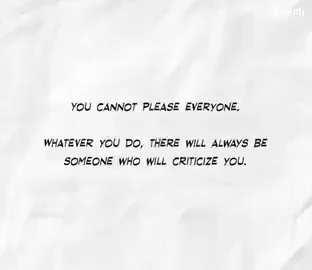 YOU CANNOT PLEASE EVERYONE.
WHATEVER YOU DO, THERE WILL ALWAYS BE
SOMEONE WHO WILL CRITICIZE YOU.